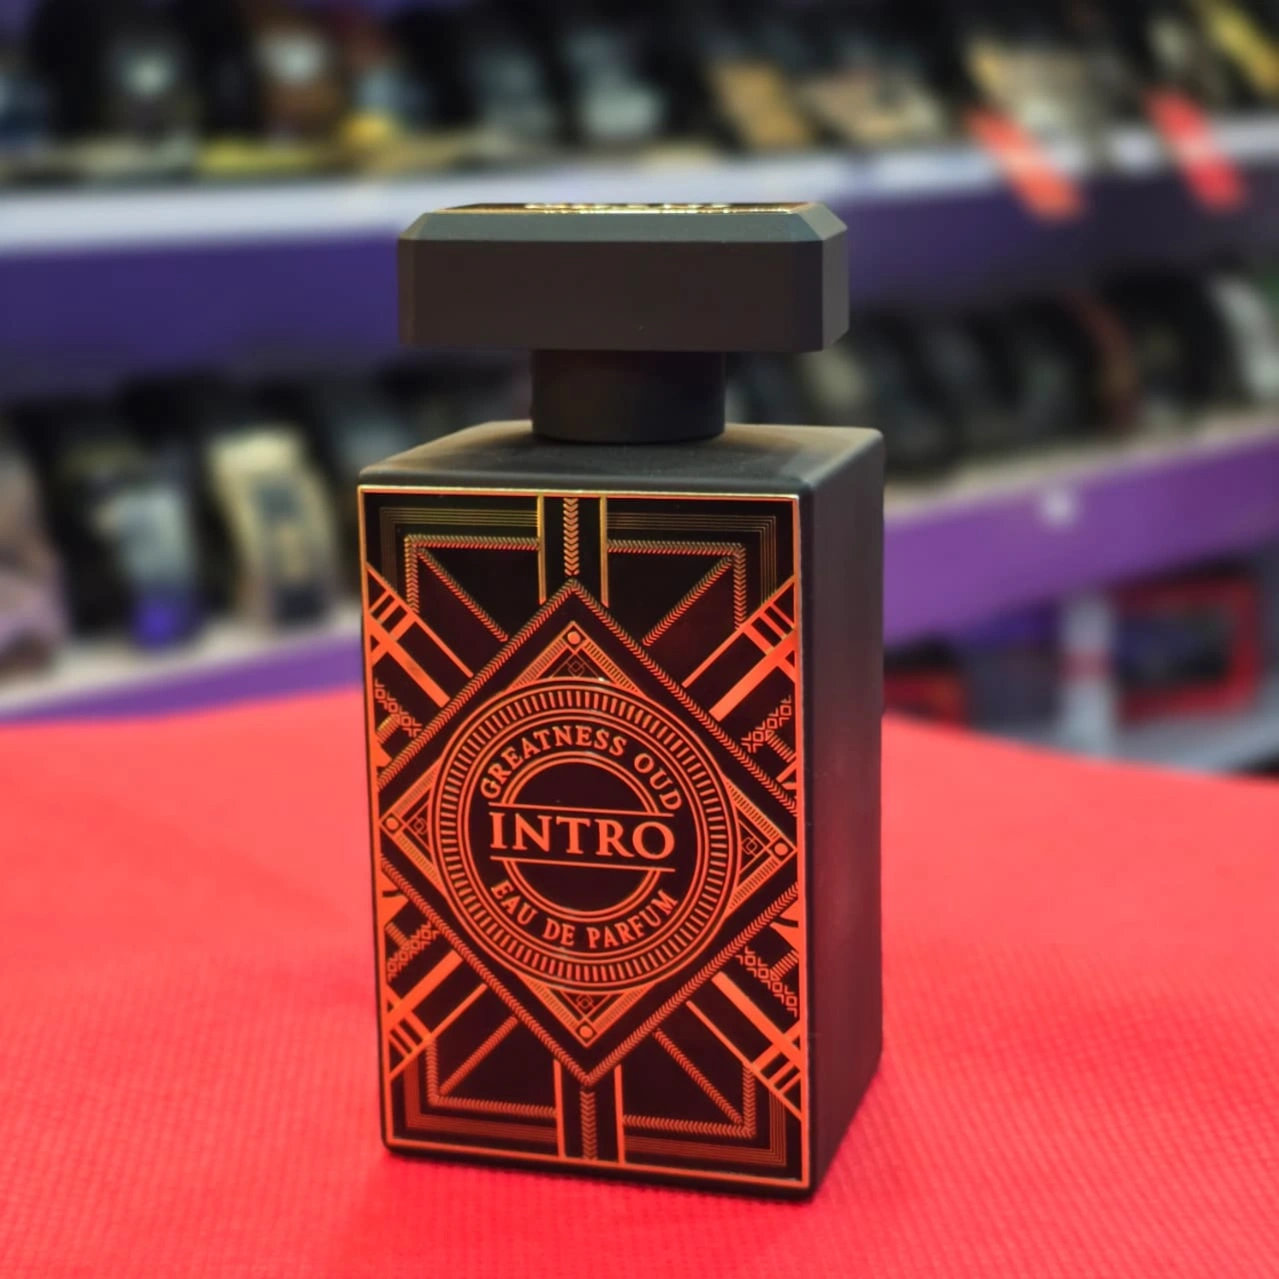 GREATNESS OUD
INTRO
EAU DE PARFUM